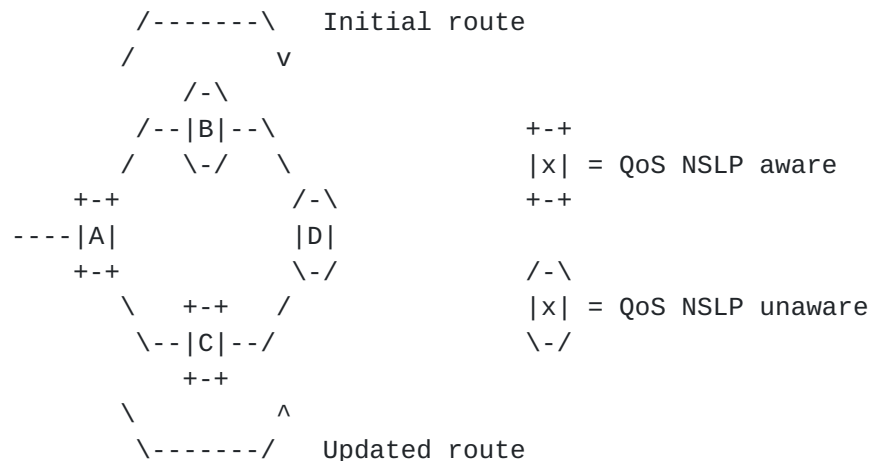 /-------\   Initial route
        /         v
            /-\
         /--|B|--\                +-+
        /   \-/   \               |x| = QoS NSLP aware
     +-+           /-\            +-+
 ----|A|           |D|
     +-+           \-/            /-\
        \   +-+   /               |x| = QoS NSLP unaware
         \--|C|--/                \-/
            +-+
        \         ^
         \-------/   Updated route